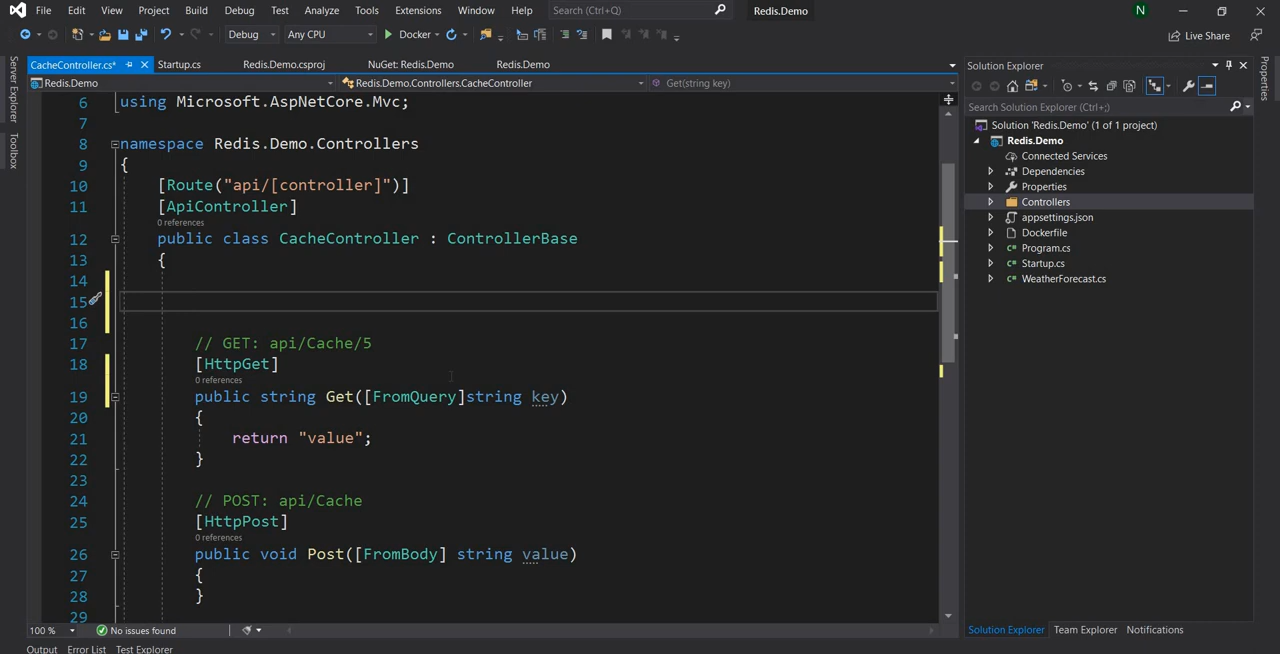 File Edit View Project Build Debug Test Analyze Tools Extensions Window Help Search (Ctrl+Q) Redis.Demo N
Debug Any CPU Docker Live Share
Server Explorer
Toolbox
CacheController.cs* Startup.cs Redis.Demo.csproj NuGet: Redis.Demo Redis.Demo
Redis.Demo Redis.Demo.Controllers.CacheController Get(string key)
6 using Microsoft.AspNetCore.Mvc;
7
8 namespace Redis.Demo.Controllers
9 {
10 [Route("api/[controller]")]
11 [ApiController]
0 references
12 public class CacheController : ControllerBase
13 {
14
15
16
17 // GET: api/Cache/5
18 [HttpGet]
0 references
19 public string Get([FromQuery]string key)
20 {
21 return "value";
22 }
23
24 // POST: api/Cache
25 [HttpPost]
0 references
26 public void Post([FromBody] string value)
27 {
28 }
29
100 % No issues found
Output Error List Test Explorer
Solution Explorer
Search Solution Explorer (Ctrl+;)
Solution 'Redis.Demo' (1 of 1 project)
Redis.Demo
Connected Services
Dependencies
Properties
Controllers
appsettings.json
Dockerfile
C# Program.cs
C# Startup.cs
C# WeatherForecast.cs
Solution Explorer Team Explorer Notifications
Properties